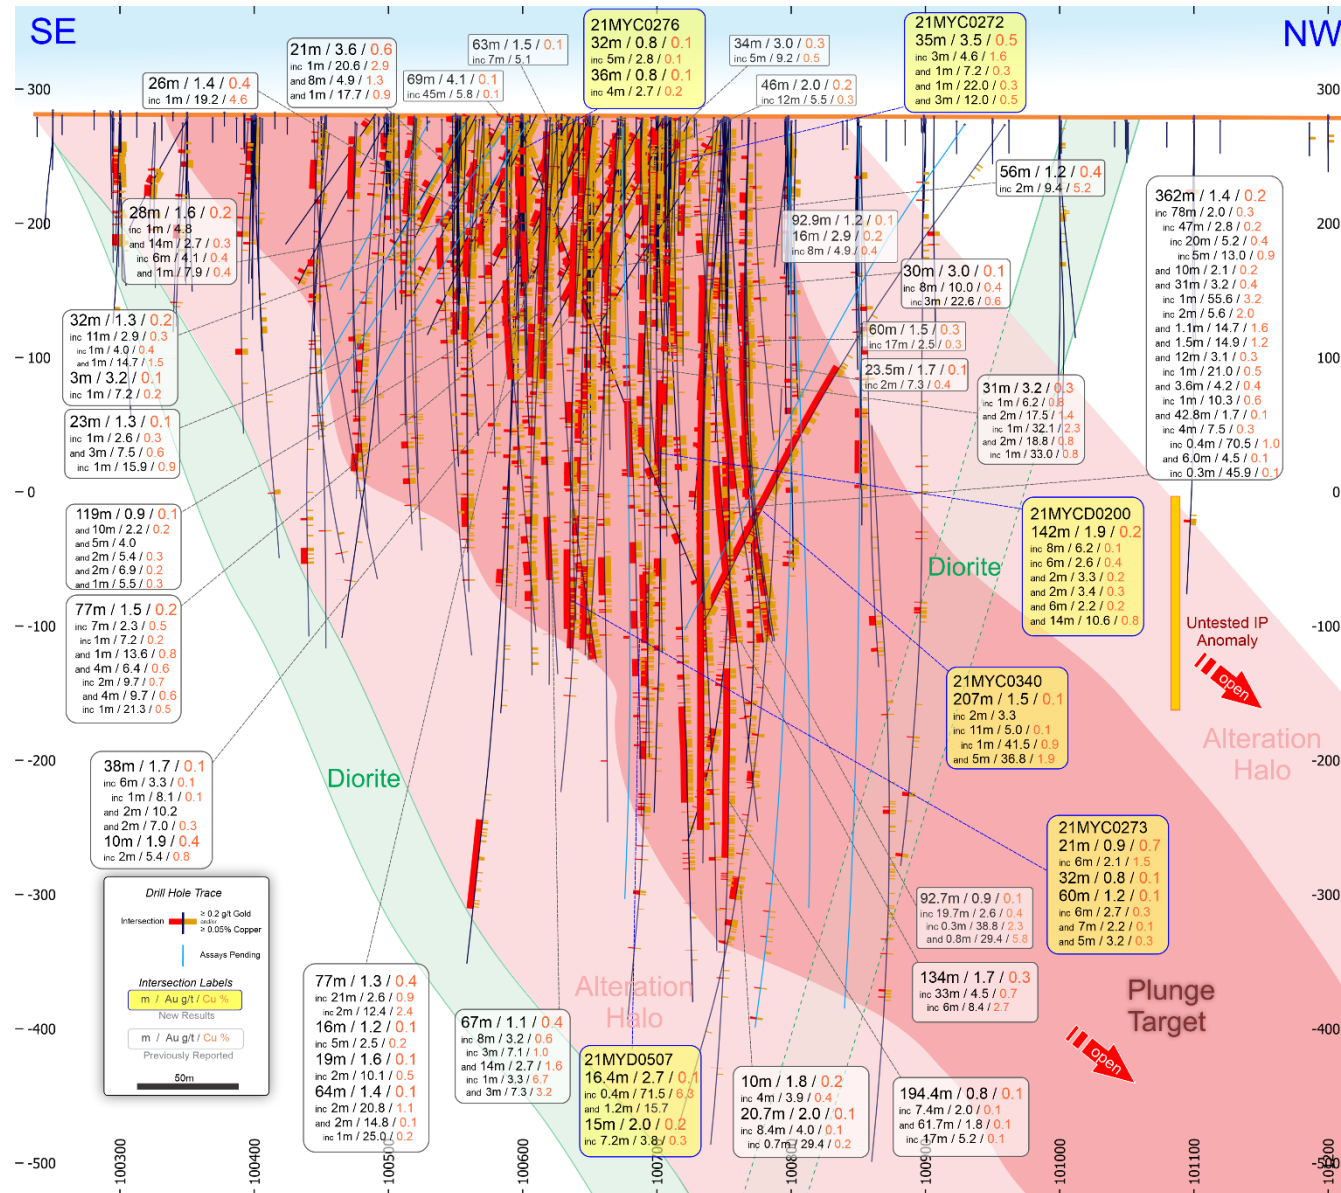 SE
NW
21m / 3.6 / 0.6
inc 1m / 20.6 / 2.9
and 8m / 4.9 / 1.3
and 1m / 17.7 / 0.9
63m / 1.5 / 0.1
inc 7m / 5.1
21MYC0276
32m / 0.8 / 0.1
inc 5m / 2.8 / 0.1
36m / 0.8 / 0.1
inc 4m / 2.7 / 0.2
34m / 3.0 / 0.3
inc 5m / 9.2 / 0.5
21MYC0272
35m / 3.5 / 0.5
inc 3m / 4.6 / 1.6
and 1m / 7.2 / 0.3
and 1m / 22.0 / 0.3
and 3m / 12.0 / 0.5
26m / 1.4 / 0.4
inc 1m / 19.2 / 4.6
69m / 4.1 / 0.1
inc 45m / 5.8 / 0.1
46m / 2.0 / 0.2
inc 12m / 5.5 / 0.3
300
300
56m / 1.2 / 0.4
inc 2m / 9.4 / 5.2
362m / 1.4 / 0.2
inc 78m / 2.0 / 0.3
inc 47m / 2.8 / 0.2
inc 20m / 5.2 / 0.4
inc 5m / 13.0 / 0.9
and 10m / 2.1 / 0.2
and 31m / 3.2 / 0.4
inc 1m / 55.6 / 3.2
inc 2m / 5.6 / 2.0
and 1.1m / 14.7 / 1.6
and 1.5m / 14.9 / 1.2
and 12m / 3.1 / 0.3
inc 1m / 21.0 / 0.5
and 3.6m / 4.2 / 0.4
inc 1m / 10.3 / 0.6
and 42.8m / 1.7 / 0.1
inc 4m / 7.5 / 0.3
inc 0.4m / 70.5 / 1.0
and 6.0m / 4.5 / 0.1
inc 0.3m / 45.9 / 0.1
28m / 1.6 / 0.2
inc 1m / 4.8
and 14m / 2.7 / 0.3
inc 6m / 4.1 / 0.4
and 1m / 7.9 / 0.4
92.9m / 1.2 / 0.1
16m / 2.9 / 0.2
inc 8m / 4.9 / 0.4
200
200
30m / 3.0 / 0.1
inc 8m / 10.0 / 0.4
inc 3m / 22.6 / 0.6
32m / 1.3 / 0.2
inc 11m / 2.9 / 0.3
inc 1m / 4.0 / 0.4
and 1m / 14.7 / 1.5
3m / 3.2 / 0.1
inc 1m / 7.2 / 0.2
60m / 1.5 / 0.3
inc 17m / 2.5 / 0.3
100
100
23.5m / 1.7 / 0.1
inc 2m / 7.3 / 0.4
31m / 3.2 / 0.3
inc 1m / 6.2 / 0.8
and 2m / 17.5 / 1.4
inc 1m / 32.1 / 2.3
and 2m / 18.8 / 0.8
inc 1m / 33.0 / 0.8
23m / 1.3 / 0.1
inc 1m / 2.6 / 0.3
and 3m / 7.5 / 0.6
inc 1m / 15.9 / 0.9
0
0
119m / 0.9 / 0.1
and 10m / 2.2 / 0.2
and 5m / 4.0
and 2m / 5.4 / 0.3
and 2m / 6.9 / 0.2
and 1m / 5.5 / 0.3
21MYCD0200
142m / 1.9 / 0.2
inc 8m / 6.2 / 0.1
inc 6m / 2.6 / 0.4
and 2m / 3.3 / 0.2
and 2m / 3.4 / 0.3
and 6m / 2.2 / 0.2
and 14m / 10.6 / 0.8
Diorite
77m / 1.5 / 0.2
inc 7m / 2.3 / 0.5
inc 1m / 7.2 / 0.2
and 1m / 13.6 / 0.8
and 4m / 6.4 / 0.6
inc 2m / 9.7 / 0.7
and 4m / 9.7 / 0.6
inc 1m / 21.3 / 0.5
-100
-100
Untested IP
Anomaly
open
21MYC0340
207m / 1.5 / 0.1
inc 2m / 3.3
inc 11m / 5.0 / 0.1
inc 1m / 41.5 / 0.9
and 5m / 36.8 / 1.9
Alteration
Halo
-200
-200
38m / 1.7 / 0.1
inc 6m / 3.3 / 0.1
inc 1m / 8.1 / 0.1
and 2m / 10.2
and 2m / 7.0 / 0.3
10m / 1.9 / 0.4
inc 2m / 5.4 / 0.8
Diorite
21MYC0273
21m / 0.9 / 0.7
inc 6m / 2.1 / 1.5
32m / 0.8 / 0.1
60m / 1.2 / 0.1
inc 6m / 2.7 / 0.3
and 7m / 2.2 / 0.1
and 5m / 3.2 / 0.3
-300
-300
Drill Hole Trace
Intersection
≥ 0.2 g/t Gold
and/or
≥ 0.05% Copper
Assays Pending
Intersection Labels
m / Au g/t / Cu %
New Results
m / Au g/t / Cu %
Previously Reported
50m
92.7m / 0.9 / 0.1
inc 19.7m / 2.6 / 0.4
inc 0.3m / 38.8 / 2.3
and 0.8m / 29.4 / 5.8
134m / 1.7 / 0.3
inc 33m / 4.5 / 0.7
inc 6m / 8.4 / 2.7
Plunge
Target
open
Alteration
Halo
-400
-400
77m / 1.3 / 0.4
inc 21m / 2.6 / 0.9
inc 2m / 12.4 / 2.4
16m / 1.2 / 0.1
inc 5m / 2.5 / 0.2
19m / 1.6 / 0.1
inc 2m / 10.1 / 0.5
64m / 1.4 / 0.1
inc 2m / 20.8 / 1.1
and 2m / 14.8 / 0.1
inc 1m / 25.0 / 0.2
67m / 1.1 / 0.4
inc 8m / 3.2 / 0.6
inc 3m / 7.1 / 1.0
and 14m / 2.7 / 1.6
inc 1m / 3.3 / 6.7
and 3m / 7.3 / 3.2
21MYD0507
16.4m / 2.7 / 0.1
inc 0.4m / 71.5 / 6.3
and 1.2m / 15.7
15m / 2.0 / 0.2
inc 7.2m / 3.8 / 0.3
10m / 1.8 / 0.2
inc 4m / 3.9 / 0.4
20.7m / 2.0 / 0.1
inc 8.4m / 4.0 / 0.1
inc 0.7m / 29.4 / 0.2
194.4m / 0.8 / 0.1
inc 7.4m / 2.0 / 0.1
and 61.7m / 1.8 / 0.1
inc 17m / 5.2 / 0.1
-500
-500
100300
100400
100500
100600
100700
100800
100900
101000
101100
101200